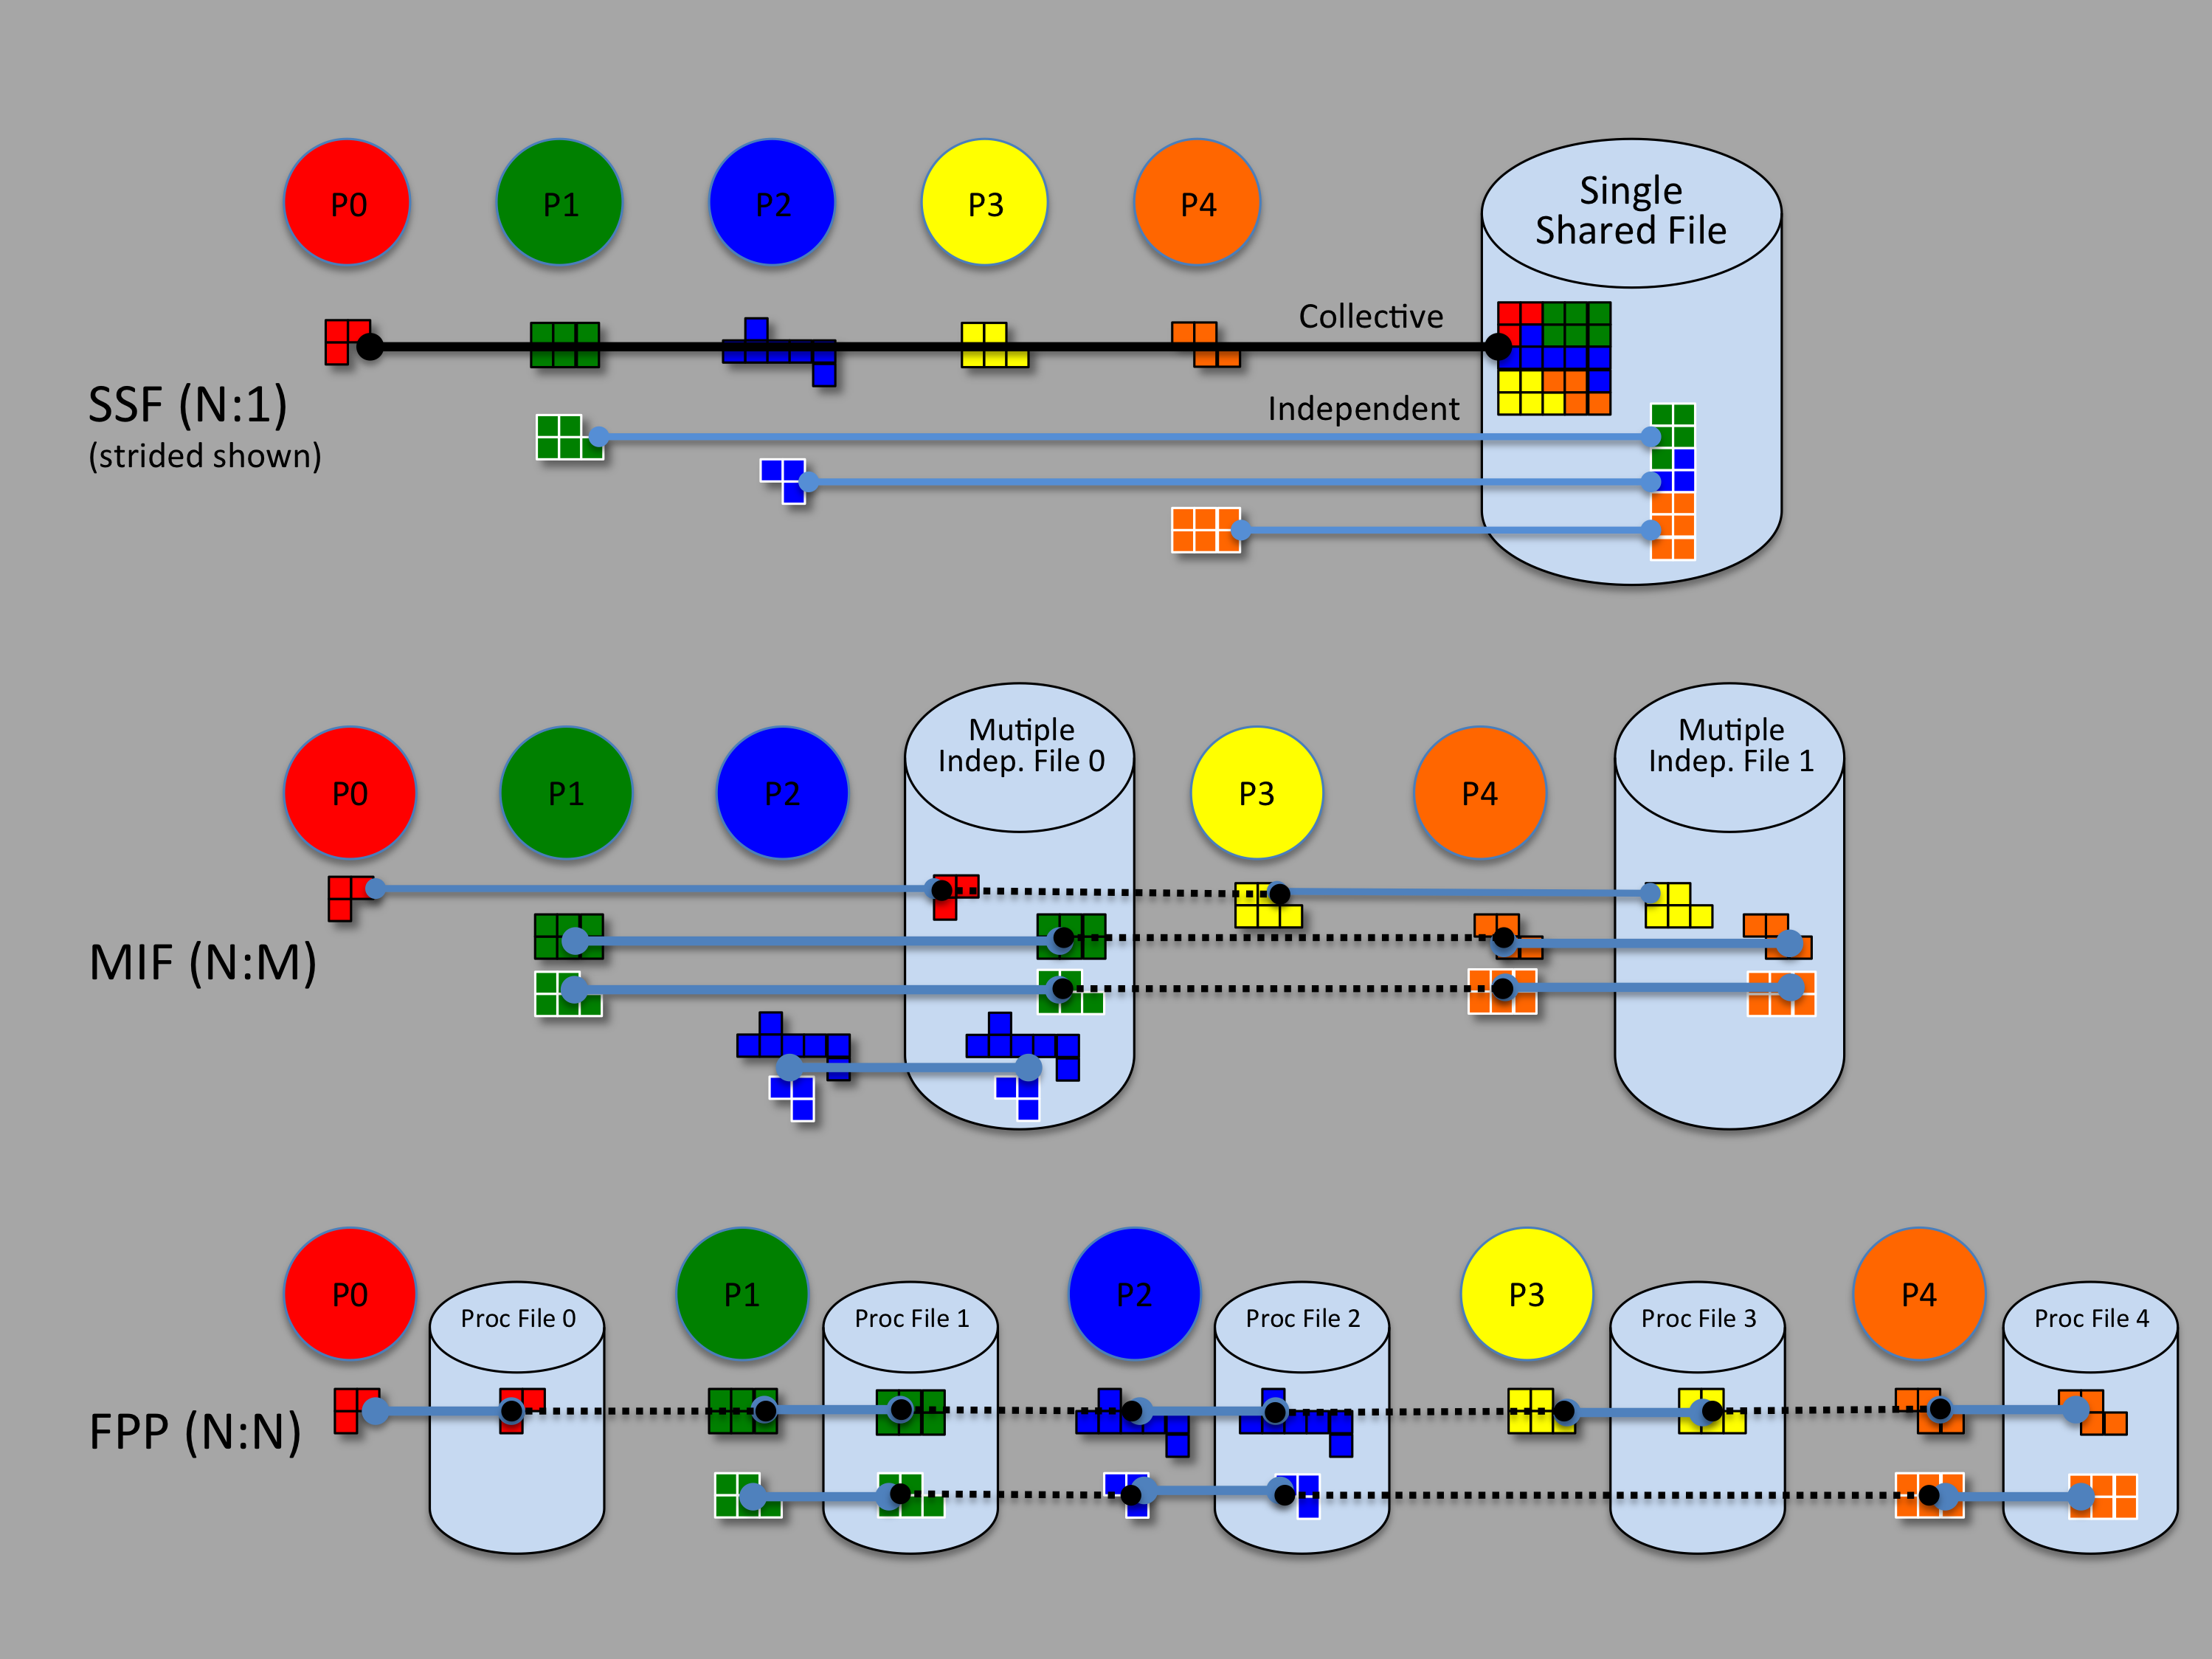 P0
P1
P2
P3
P4
Single
Shared File
Collective
SSF (N:1)
(strided shown)
Independent
Mutiple
Indep. File 0
Mutiple
Indep. File 1
P0
P1
P2
P3
P4
MIF (N:M)
P0
P1
P2
P3
P4
Proc File 0
Proc File 1
Proc File 2
Proc File 3
Proc File 4
FPP (N:N)